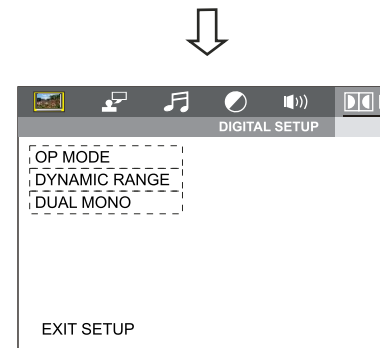 DIGITAL SETUP
OP MODE
DYNAMIC RANGE
DUAL MONO
EXIT SETUP